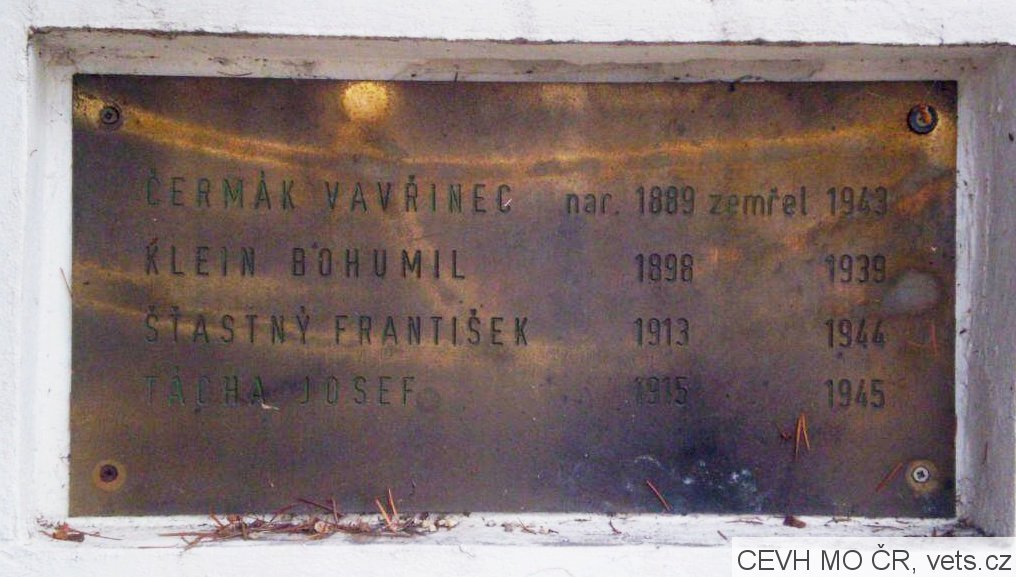 ČERMÁK VAVŘINEC nar. 1889 zemřel 1943
KLEIN BOHUMIL 1898 1939
ŠŤASTNÝ FRANTIŠEK 1913 1944
TÁCHA JOSEF 1915 1945
CEVH MO ČR, vets.cz